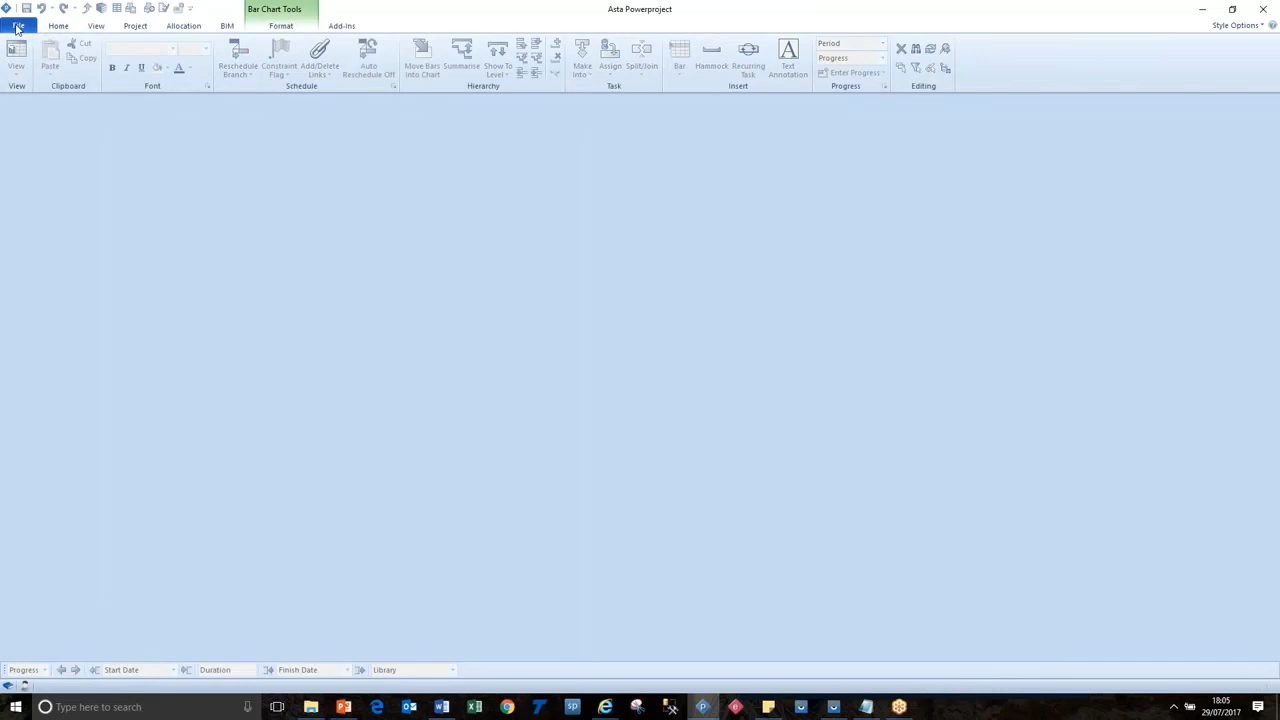 Bar Chart Tools
Asta Powerproject
File
Home
View
Project
Allocation
BIM
Format
Add-Ins
Style Options
View
Paste
Cut
Copy
B I U A
Reschedule Branch
Constraint Flag
Add/Delete Links
Auto Reschedule Off
Move Bars Into Chart
Summarise
Show To Level
Make Into
Assign
Split/Join
Bar
Hammock
Recurring Task
Text Annotation
Period
Progress
Enter Progress
View
Clipboard
Font
Schedule
Hierarchy
Task
Insert
Progress
Editing
Progress
Start Date
Duration
Finish Date
Library
Type here to search
18:05
29/07/2017